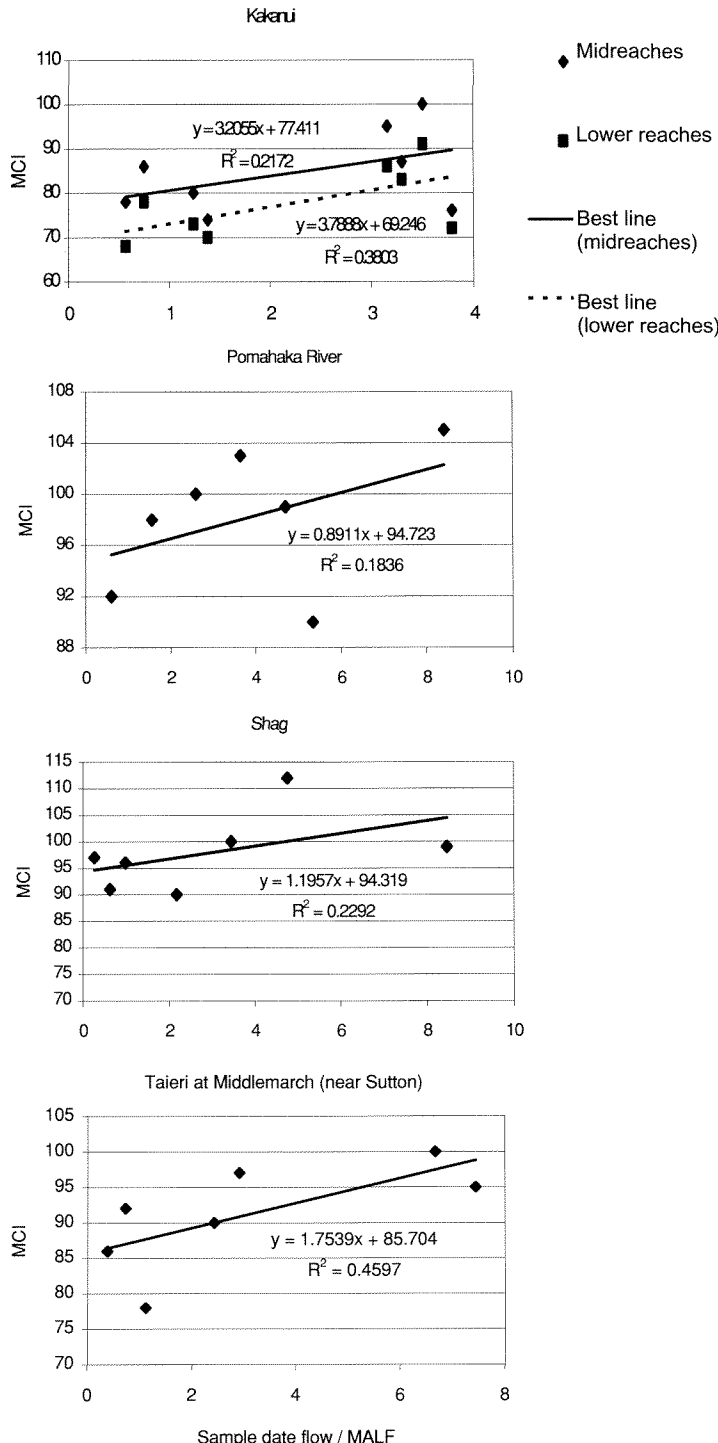 Kakanui
110
100
90
80
70
60
MCI
y = 3.2055x + 77.411
R² = 0.2172
y = 3.7888x + 69.246
R² = 0.3803
0 1 2 3 4
Midreaches
Lower reaches
Best line
(midreaches)
Best line
(lower reaches)
Pomahaka River
108
104
100
96
92
88
MCI
y = 0.8911x + 94.723
R² = 0.1836
0 2 4 6 8 10
Shag
115
110
105
100
95
90
85
80
75
70
MCI
y = 1.1957x + 94.319
R² = 0.2292
0 2 4 6 8 10
Taieri at Middlemarch (near Sutton)
105
100
95
90
85
80
75
70
MCI
y = 1.7539x + 85.704
R² = 0.4597
0 2 4 6 8
Sample date flow / MALF